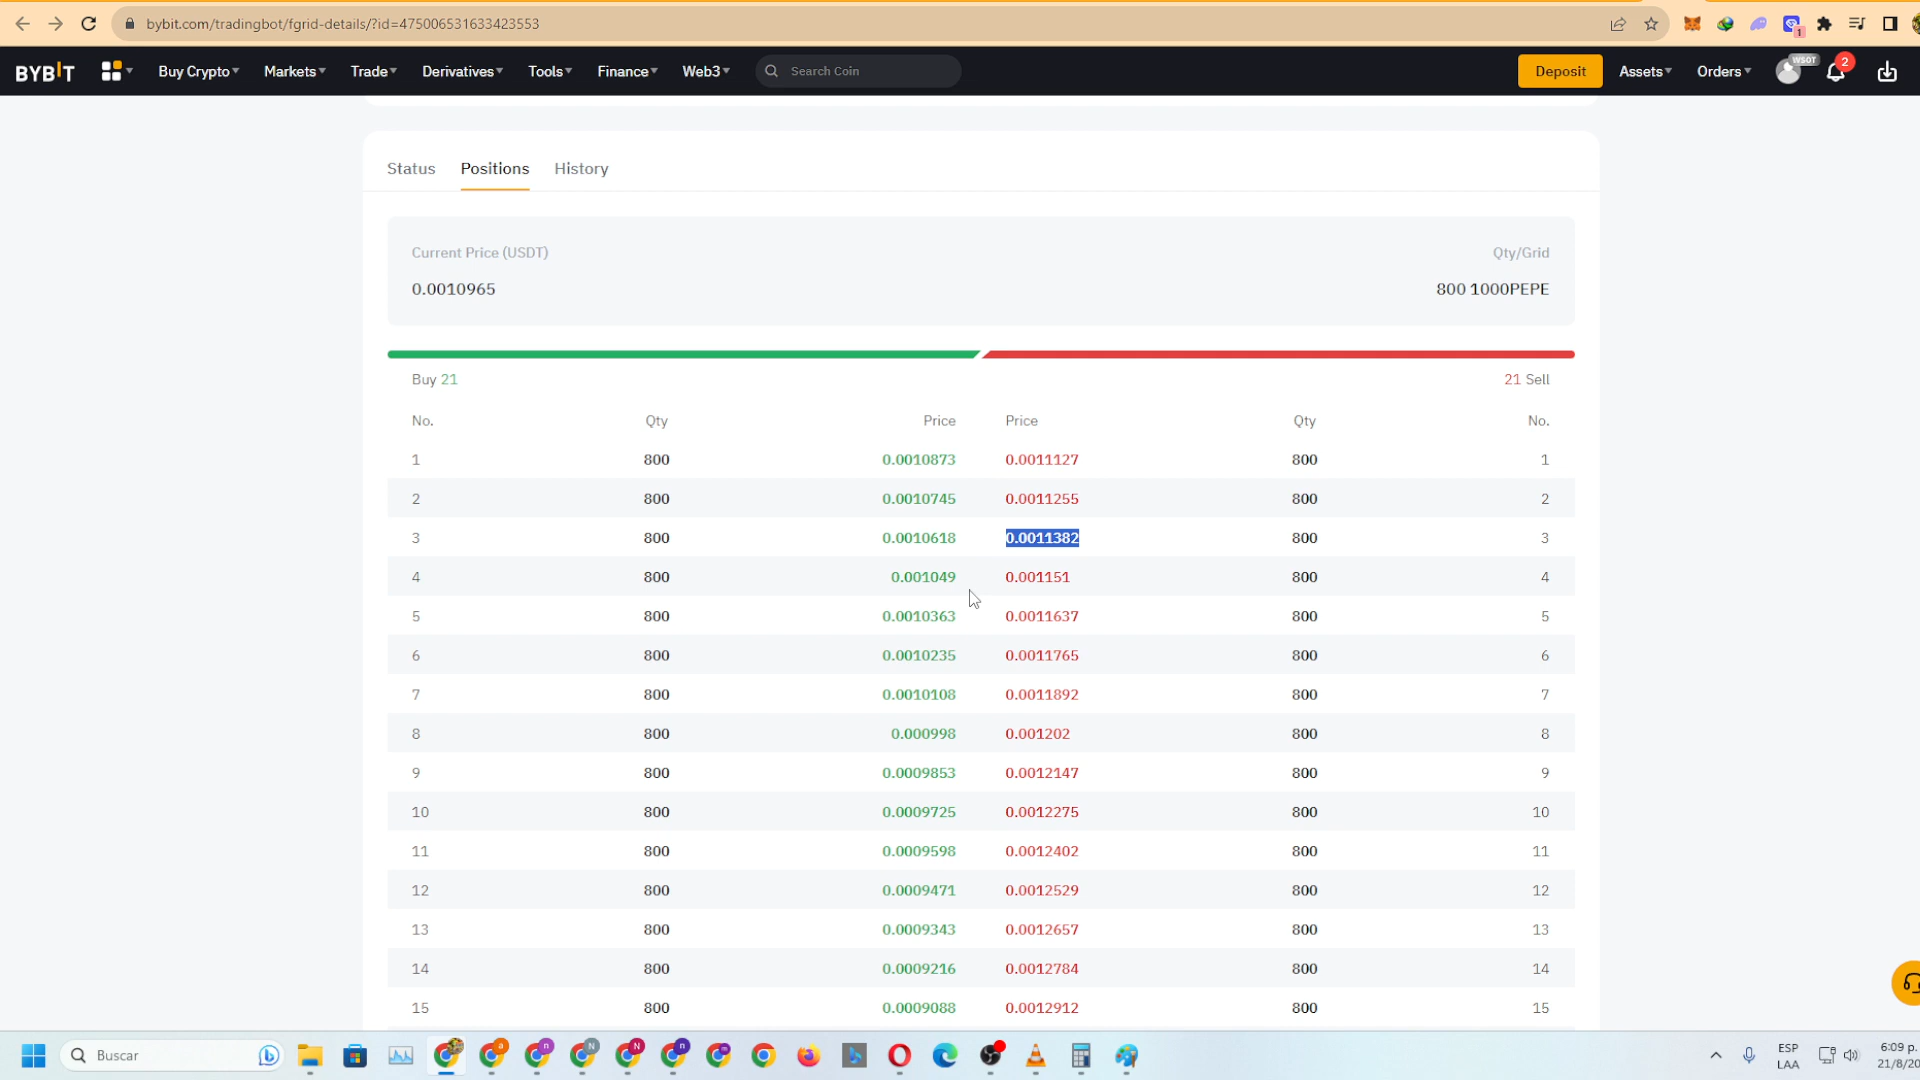 bybit.com/tradingbot/fgrid-details/?id=475006531633423553
1
BYBIT Buy Crypto Markets Trade Derivatives Tools Finance Web3 Search Coin Deposit Assets Orders WSOT 2
Status Positions History
Current Price (USDT) Qty/Grid
0.0010965 800 1000PEPE
Buy 21 21 Sell
No. Qty Price Price Qty No.
1 800 0.0010873 0.0011127 800 1
2 800 0.0010745 0.0011255 800 2
3 800 0.0010618 0.0011382 800 3
4 800 0.001049 0.001151 800 4
5 800 0.0010363 0.0011637 800 5
6 800 0.0010235 0.0011765 800 6
7 800 0.0010108 0.0011892 800 7
8 800 0.000998 0.001202 800 8
9 800 0.0009853 0.0012147 800 9
10 800 0.0009725 0.0012275 800 10
11 800 0.0009598 0.0012402 800 11
12 800 0.0009471 0.0012529 800 12
13 800 0.0009343 0.0012657 800 13
14 800 0.0009216 0.0012784 800 14
15 800 0.0009088 0.0012912 800 15
Buscar
ESP
LAA
6:09 p.
21/8/20